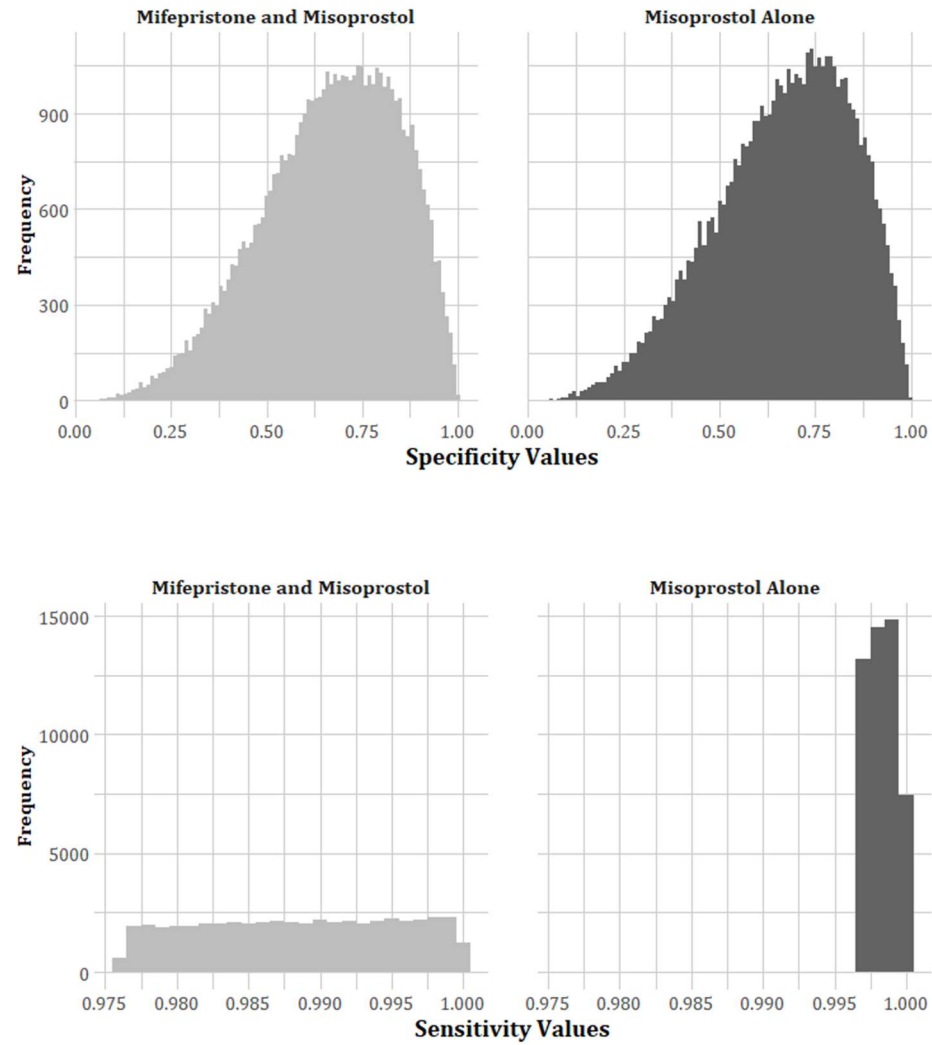 Mifepristone and Misoprostol
Misoprostol Alone
Frequency
900
600
300
0
0.00 0.25 0.50 0.75 1.00
0.00 0.25 0.50 0.75 1.00
Specificity Values
Mifepristone and Misoprostol
Misoprostol Alone
Frequency
15000
10000
5000
0
0.975 0.980 0.985 0.990 0.995 1.000
0.975 0.980 0.985 0.990 0.995 1.000
Sensitivity Values